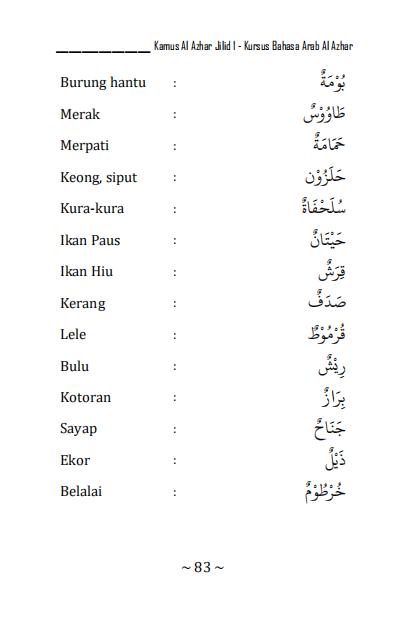 Kamus Al Azhar Jilid I - Kursus Bahasa Arab Al Azhar
Burung hantu : بُوْمَةٌ
Merak : طَاوُوْسٌ
Merpati : حَمَامَةٌ
Keong, siput : حَلَزُوْن
Kura-kura : سُلَحْفَاةٌ
Ikan Paus : حَيْتَانٌ
Ikan Hiu : قِرَشٌ
Kerang : صَدَفٌ
Lele : قُرْمُوْطٌ
Bulu : رِيْشٌ
Kotoran : بِرَازٌ
Sayap : جَنَاحٌ
Ekor : ذَيْلٌ
Belalai : خُرْطُوْمٌ
~ 83 ~